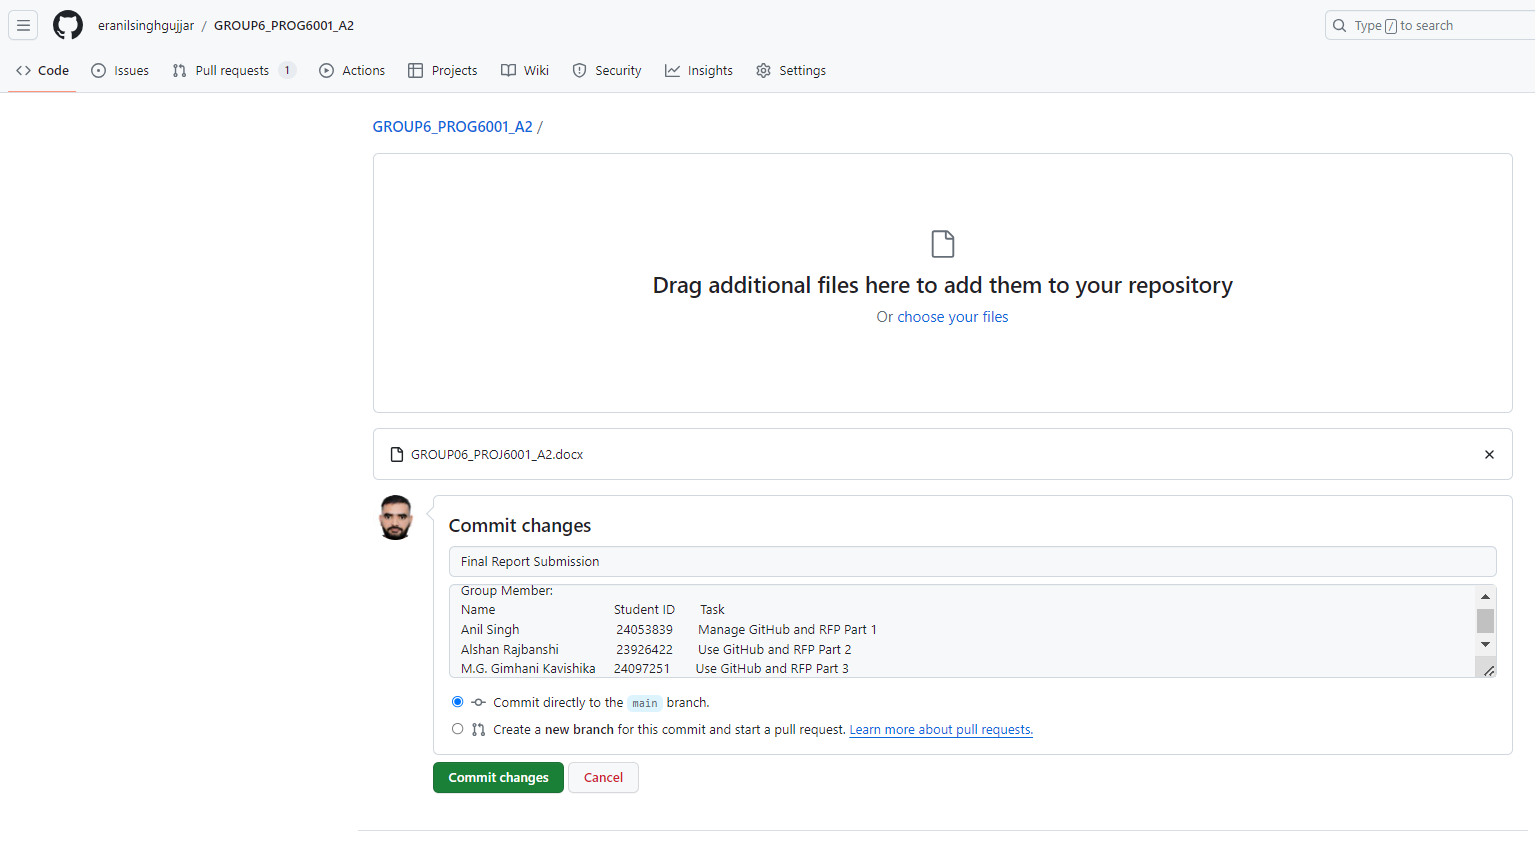 eranilsinghgujjar / GROUP6_PROG6001_A2
Type / to search
Code Issues Pull requests 1 Actions Projects Wiki Security Insights Settings
GROUP6_PROG6001_A2 /
Drag additional files here to add them to your repository
Or choose your files
GROUP06_PROJ6001_A2.docx
Commit changes
Final Report Submission
Group Member:
Name Student ID Task
Anil Singh 24053839 Manage GitHub and RFP Part 1
Alshan Rajbanshi 23926422 Use GitHub and RFP Part 2
M.G. Gimhani Kavishika 24097251 Use GitHub and RFP Part 3
Commit directly to the main branch.
Create a new branch for this commit and start a pull request. Learn more about pull requests.
Commit changes Cancel